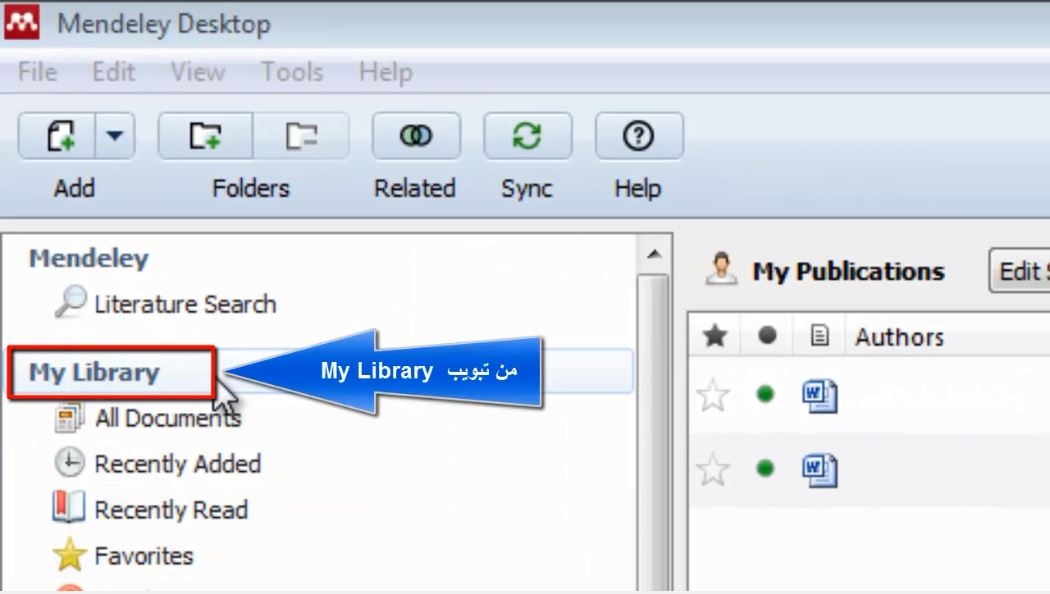 Mendeley Desktop
File Edit View Tools Help
Add Folders Related Sync Help
Mendeley
Literature Search
My Library
من تبويب My Library
All Documents
Recently Added
Recently Read
Favorites
My Publications Edit
Authors